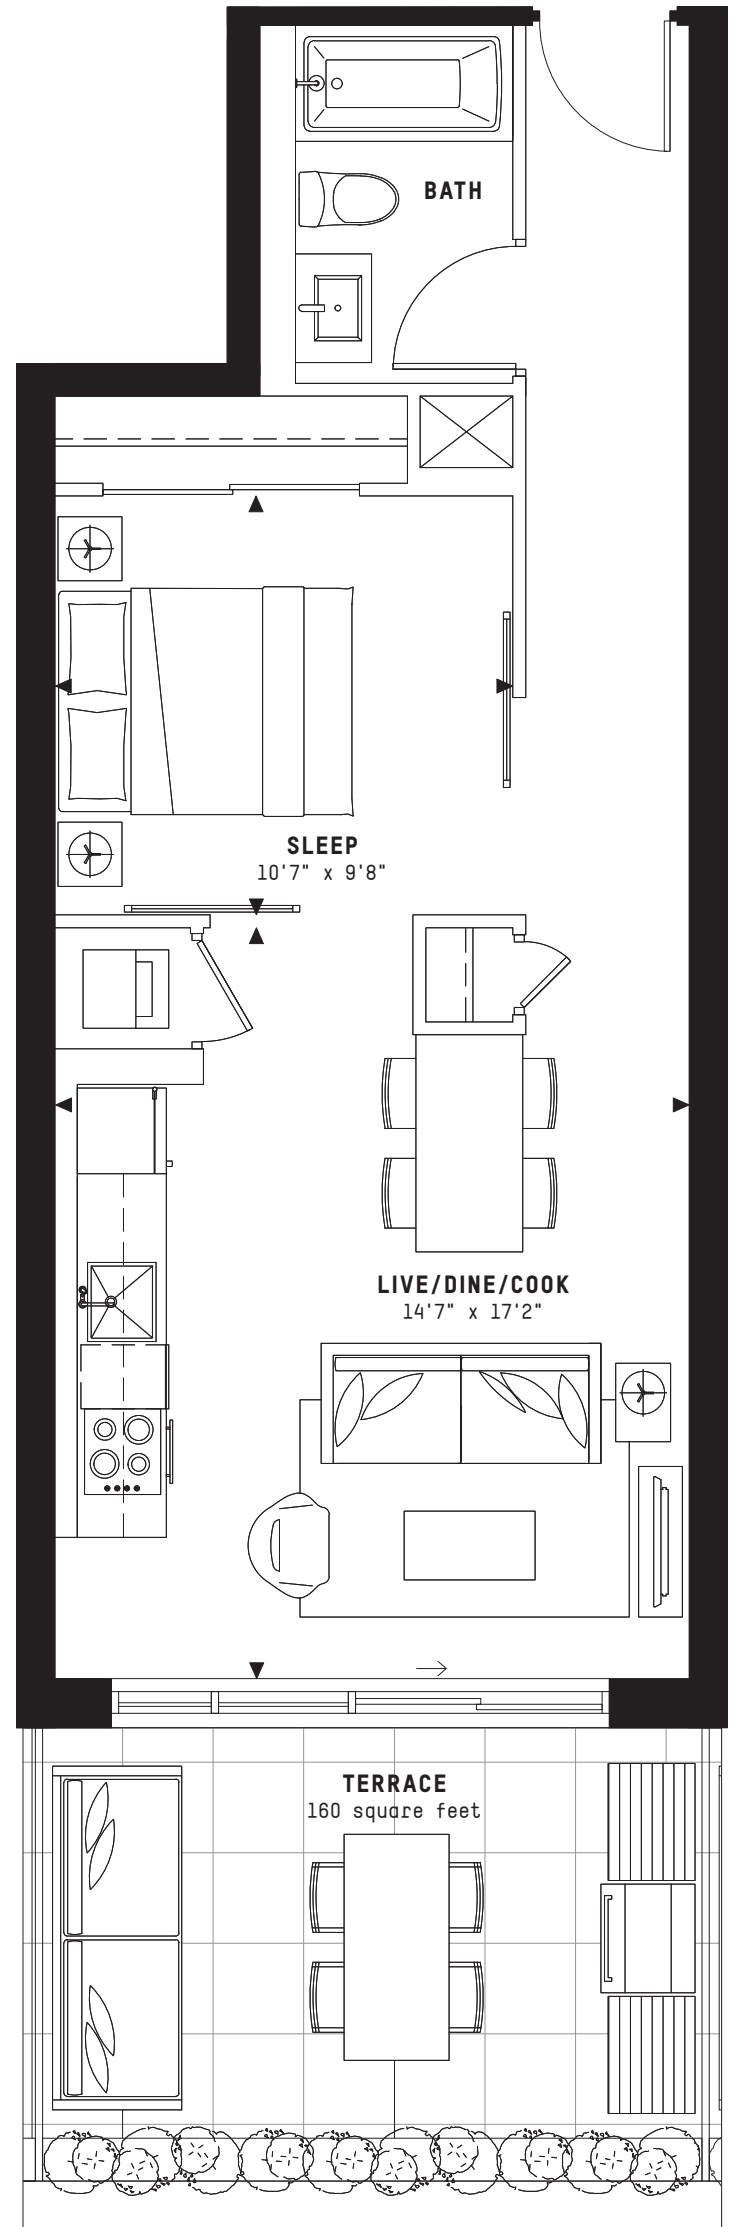 BATH
SLEEP
10'7" x 9'8"
LIVE/DINE/COOK
14'7" x 17'2"
TERRACE
160 square feet